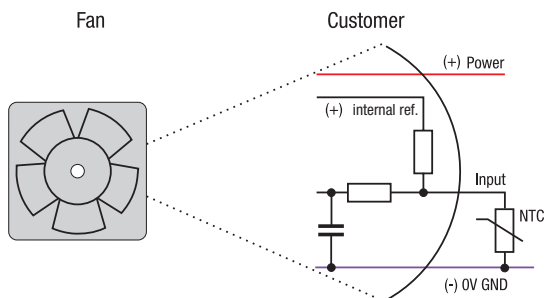 Fan
Customer
(+) Power
(+) internal ref.
Input
NTC
(-) 0V GND